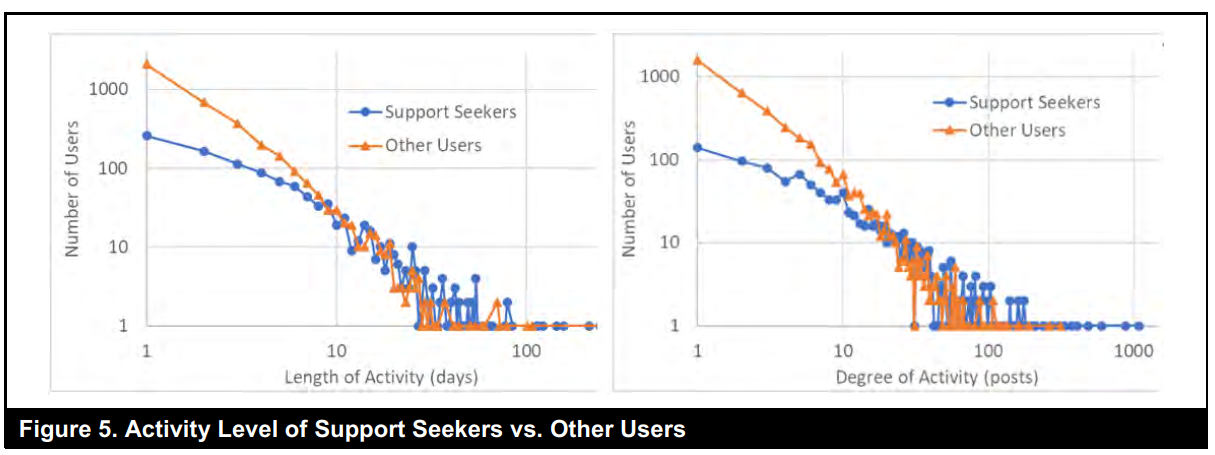 1000
100
10
1
Number of Users
Support Seekers
Other Users
1 10 100
Length of Activity (days)
1000
100
10
1
Number of Users
Support Seekers
Other Users
1 10 100 1000
Degree of Activity (posts)
Figure 5. Activity Level of Support Seekers vs. Other Users